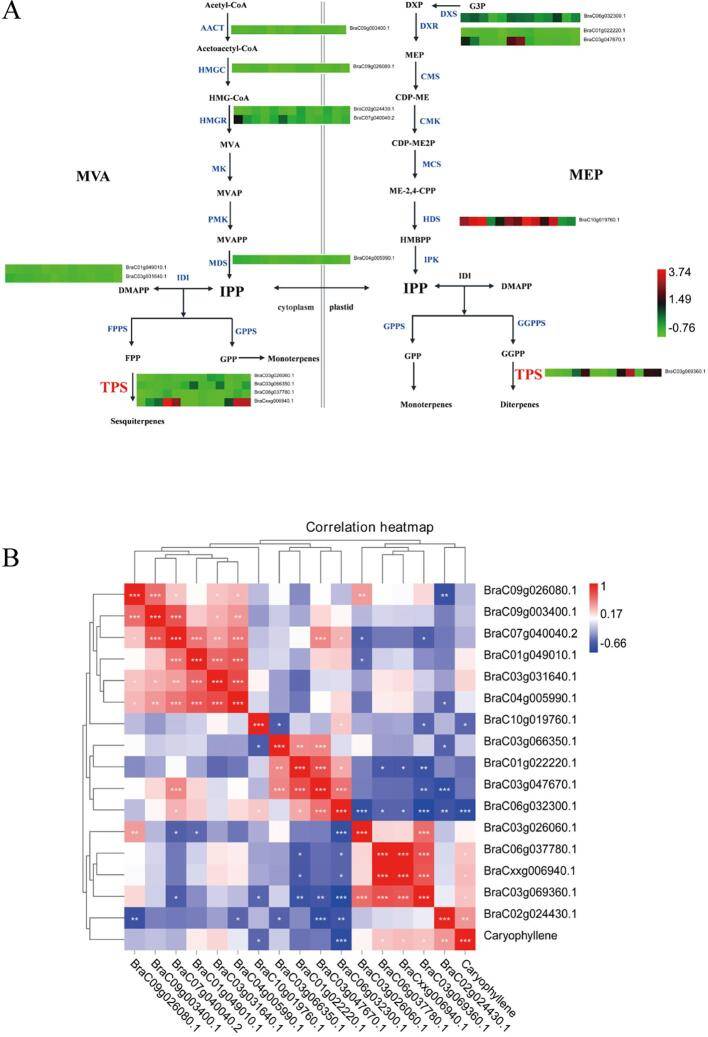 A
Acetyl-CoA
AACT
BraC09g003400.1
Acetoacetyl-CoA
HMGC
BraC09g026080.1
HMG-CoA
HMGR
BraC02g024430.1
BraC07g040040.2
MVA
MK
MVAP
PMK
MVAPP
MDS
BraC04g005990.1
MVA
BraC01g049010.1
BraC03g031640.1
DMAPP
IDI
IPP
FPPS
GPPS
FPP
GPP
Monoterpenes
TPS
BraC03g026060.1
BraC03g066350.1
BraC06g037780.1
BraCxxg006940.1
Sesquiterpenes
cytoplasm
plastid
DXP
G3P
DXS
BraC06g032300.1
DXR
BraC01g022220.1
BraC03g047670.1
MEP
CMS
CDP-ME
CMK
CDP-ME2P
MCS
ME-2,4-CPP
MEP
HDS
BraC10g019760.1
HMBPP
IPK
IPP
IDI
DMAPP
GPPS
GGPPS
GPP
GGPP
TPS
BraC03g069360.1
Monoterpenes
Diterpenes
3.74
1.49
-0.76
B
Correlation heatmap
BraC09g026080.1
BraC09g003400.1
BraC07g040040.2
BraC01g049010.1
BraC03g031640.1
BraC04g005990.1
BraC10g019760.1
BraC03g066350.1
BraC01g022220.1
BraC03g047670.1
BraC06g032300.1
BraC03g026060.1
BraC06g037780.1
BraCxxg006940.1
BraC03g069360.1
BraC02g024430.1
Caryophyllene
1
0.17
-0.66
BraC09g026080.1
BraC09g003400.1
BraC07g040040.2
BraC01g049010.1
BraC03g031640.1
BraC04g005990.1
BraC10g019760.1
BraC03g066350.1
BraC01g022220.1
BraC03g047670.1
BraC06g032300.1
BraC03g026060.1
BraC06g037780.1
BraCxxg006940.1
BraC03g069360.1
BraC02g024430.1
Caryophyllene